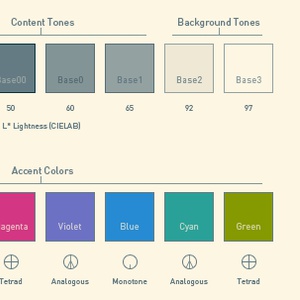 Content Tones Background Tones
Base00 Base0 Base1 Base2 Base3
50 60 65 92 97
L* Lightness (CIELAB)
Accent Colors
agenta Violet Blue Cyan Green
Tetrad Analogous Monotone Analogous Tetrad